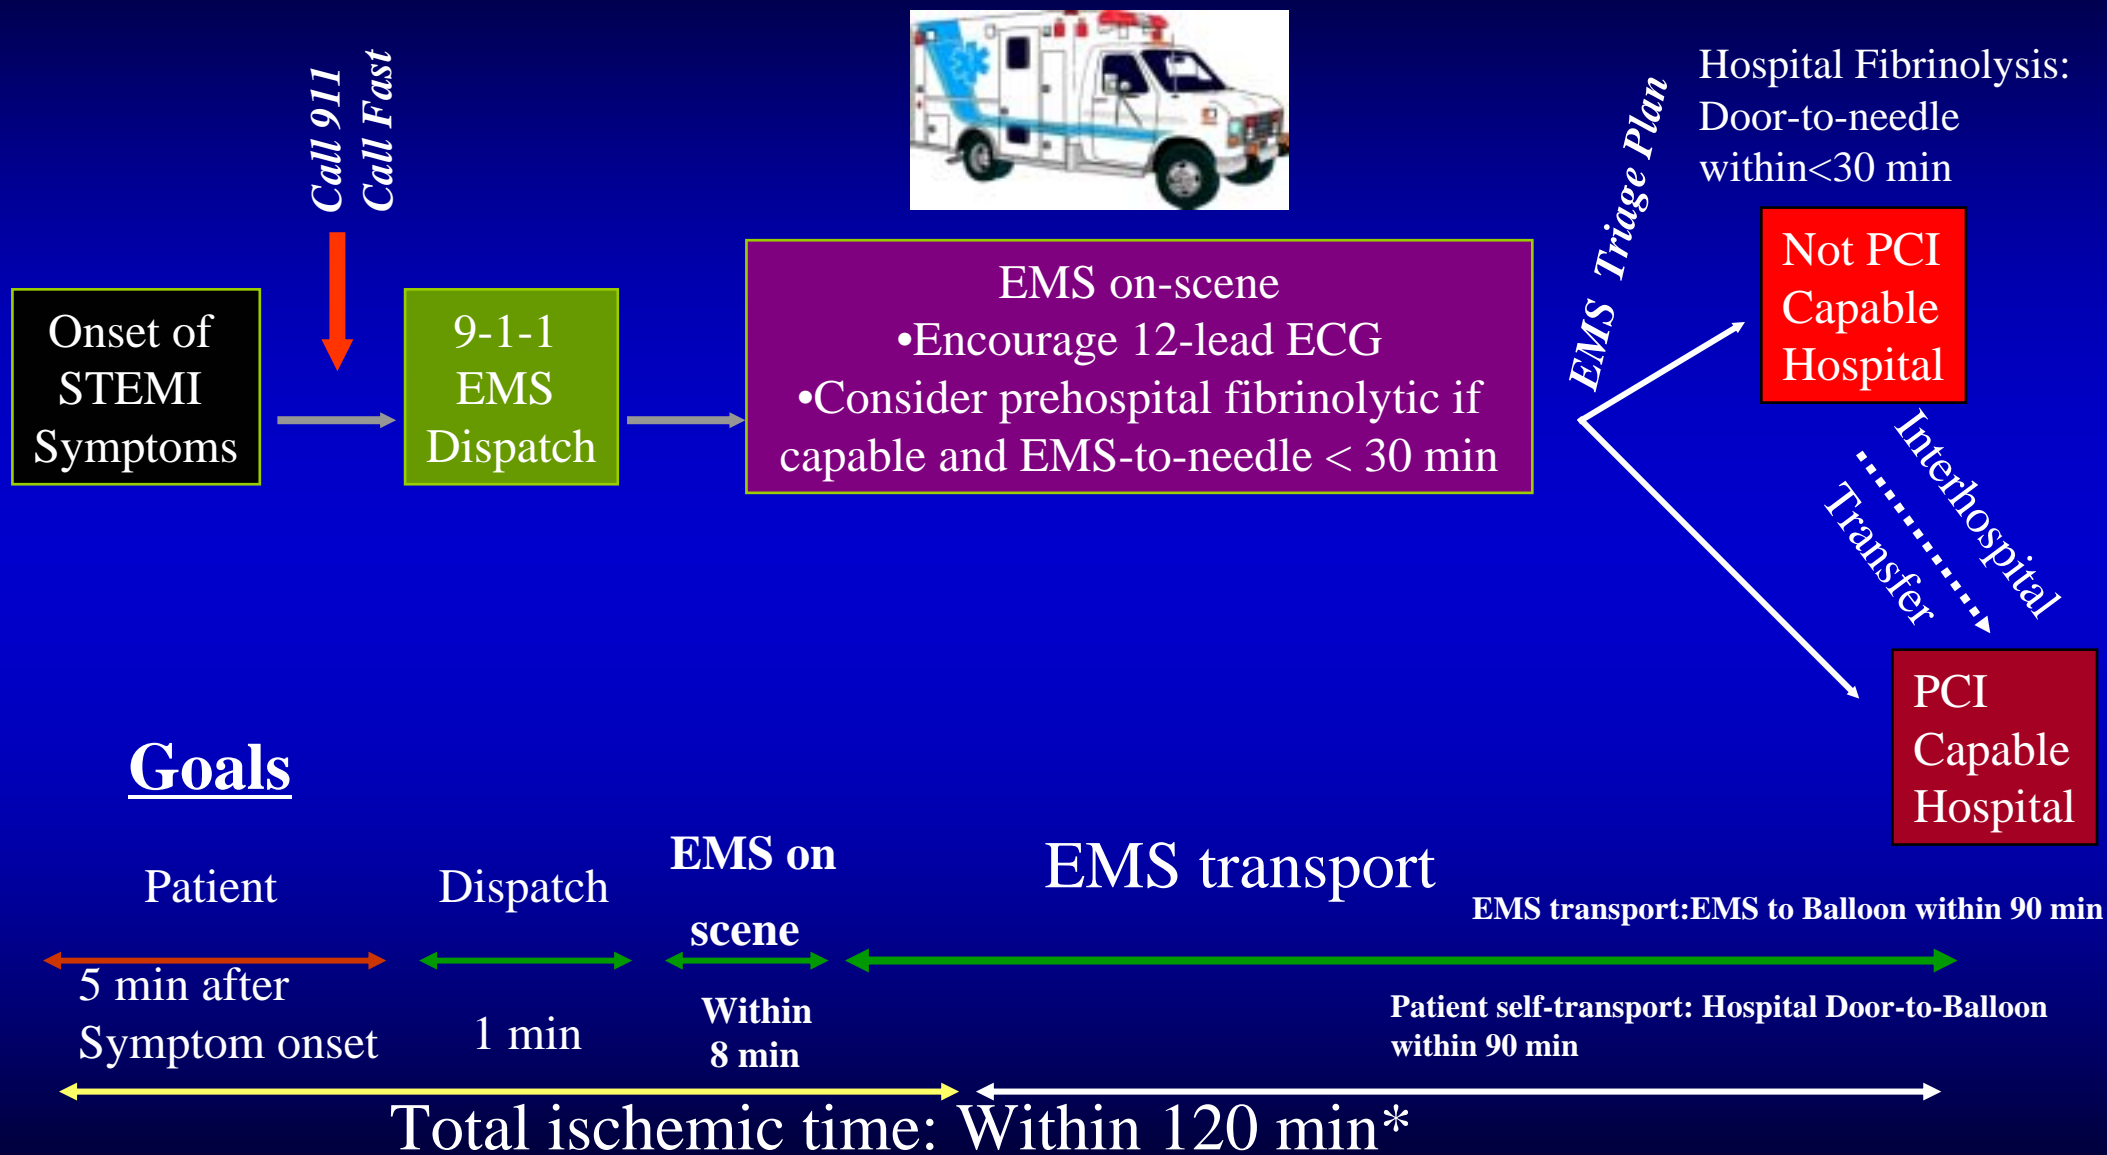 Call 911
Call Fast
Onset of
STEMI
Symptoms
9-1-1
EMS
Dispatch
EMS on-scene
•Encourage 12-lead ECG
•Consider prehospital fibrinolytic if
capable and EMS-to-needle < 30 min
EMS Triage Plan
Hospital Fibrinolysis:
Door-to-needle
within<30 min
Not PCI
Capable
Hospital
Interhospital
Transfer
PCI
Capable
Hospital
Goals
Patient
Dispatch
EMS on
scene
EMS transport
EMS transport:EMS to Balloon within 90 min
5 min after
Symptom onset
1 min
Within
8 min
Patient self-transport: Hospital Door-to-Balloon
within 90 min
Total ischemic time: Within 120 min*